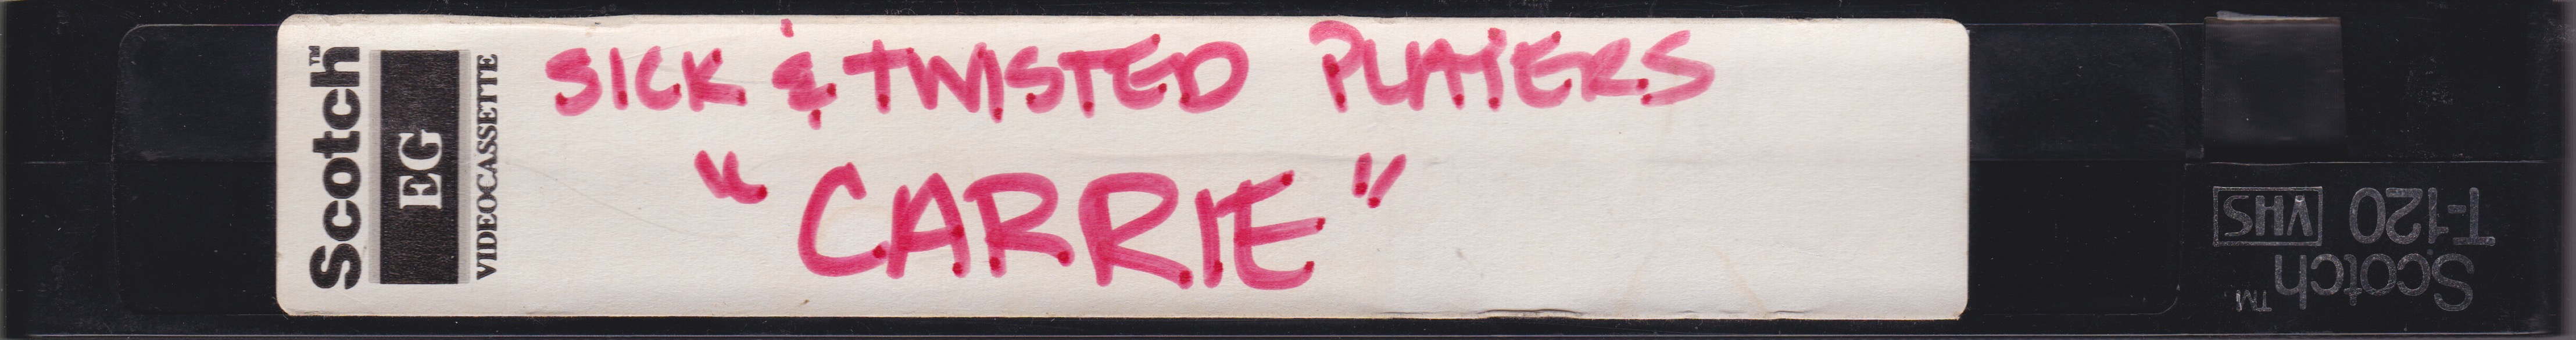 Scotch™
EG
VIDEOCASSETTE
SICK & TWISTED PLAYERS
"CARRIE"
Scotch™
T-120 VHS